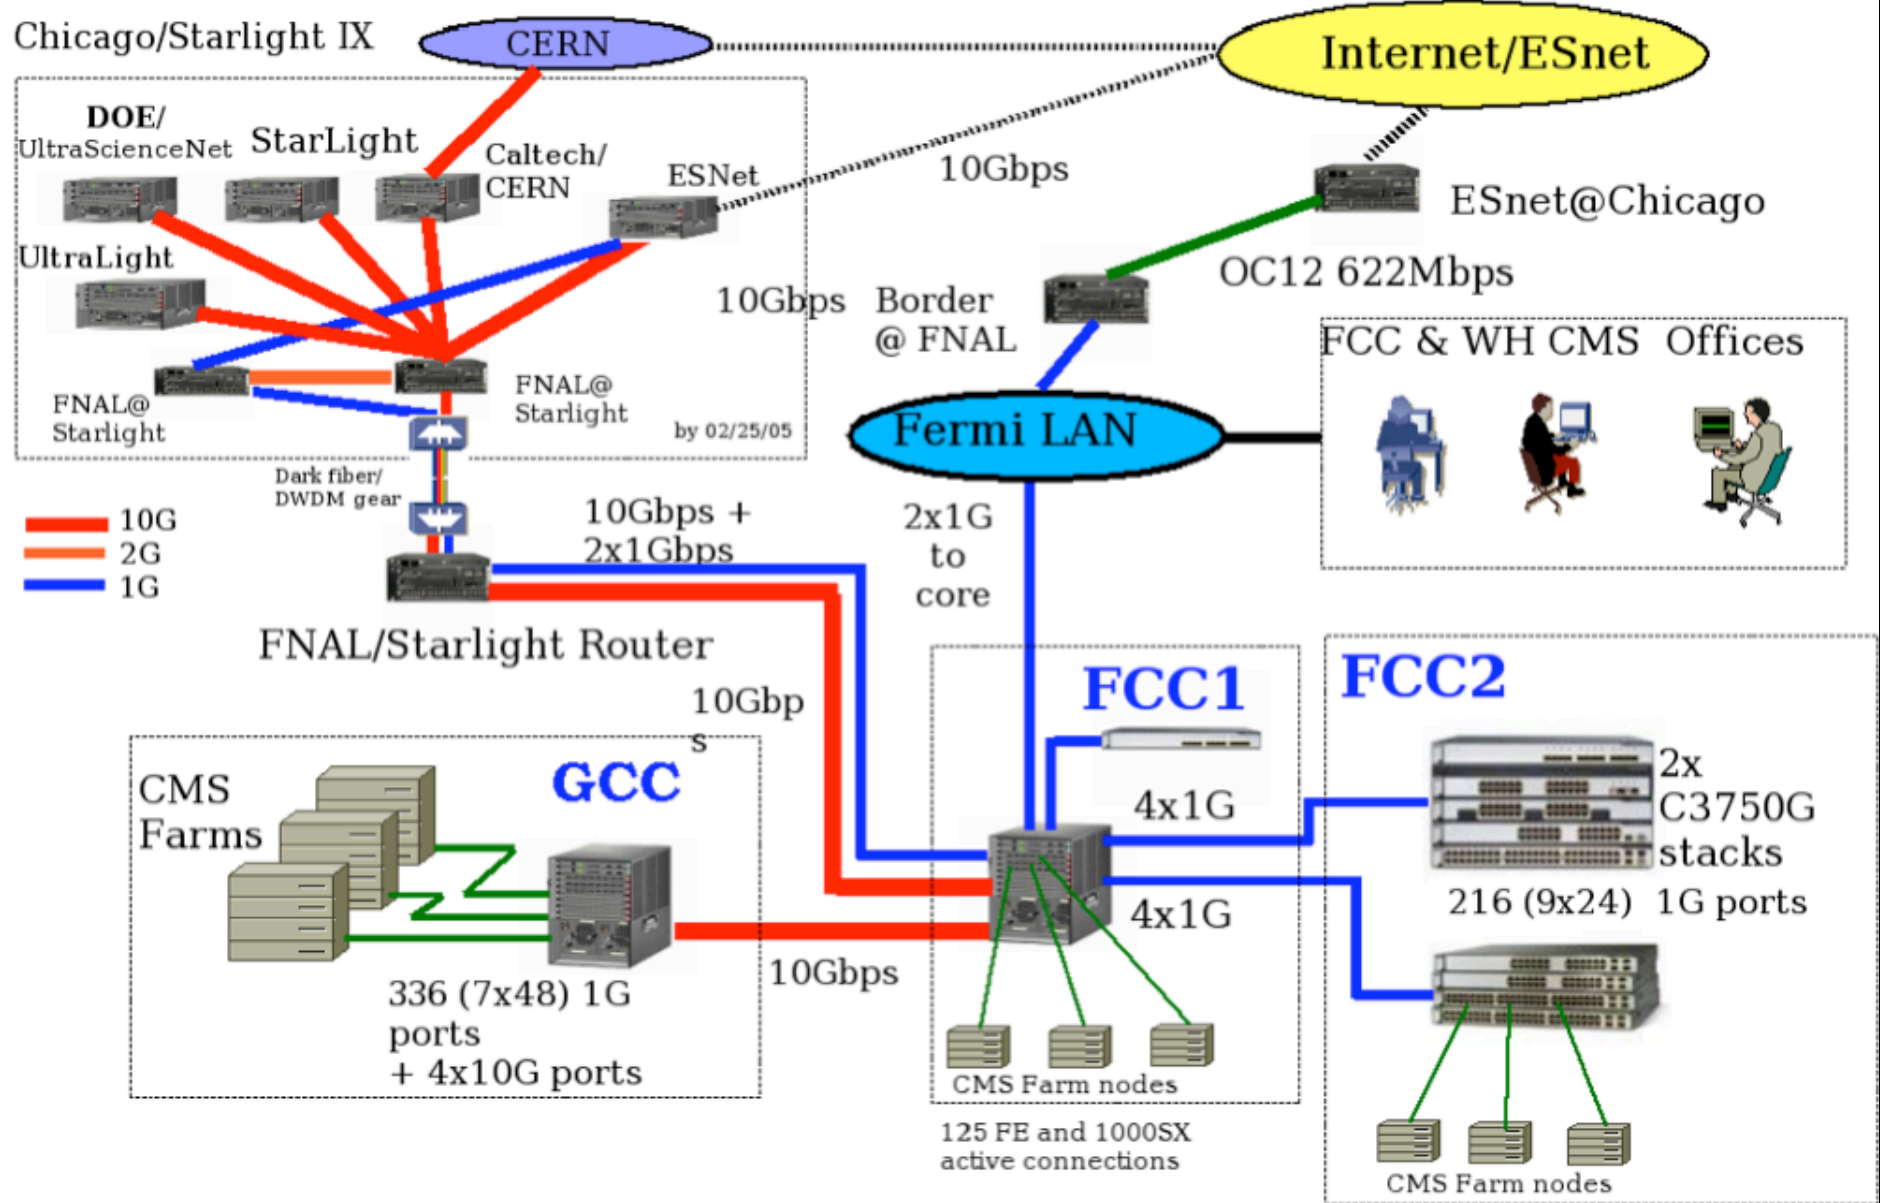 Chicago/Starlight IX
CERN
Internet/ESnet
DOE/
UltraScienceNet
StarLight
Caltech/
CERN
ESNet
10Gbps
ESnet@Chicago
UltraLight
10Gbps
Border
@ FNAL
OC12 622Mbps
FCC & WH CMS Offices
FNAL@
Starlight
FNAL@
Starlight
by 02/25/05
Fermi LAN
Dark fiber/
DWDM gear
10G
2G
1G
10Gbps +
2x1Gbps
2x1G
to
core
FNAL/Starlight Router
10Gbp
s
FCC1
FCC2
CMS
Farms
GCC
4x1G
2x
C3750G
stacks
4x1G
216 (9x24) 1G ports
10Gbps
336 (7x48) 1G
ports
+ 4x10G ports
CMS Farm nodes
125 FE and 1000SX
active connections
CMS Farm nodes